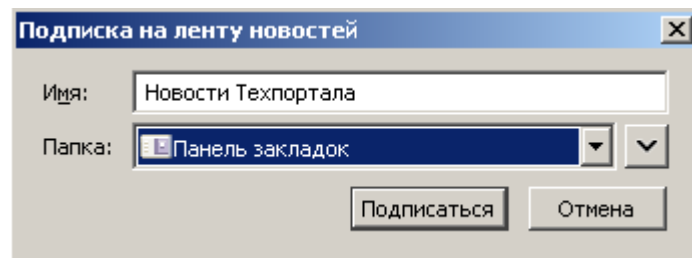 Подписка на ленту новостей
Имя: Новости Техпортала
Папка: Панель закладок
Подписаться Отмена